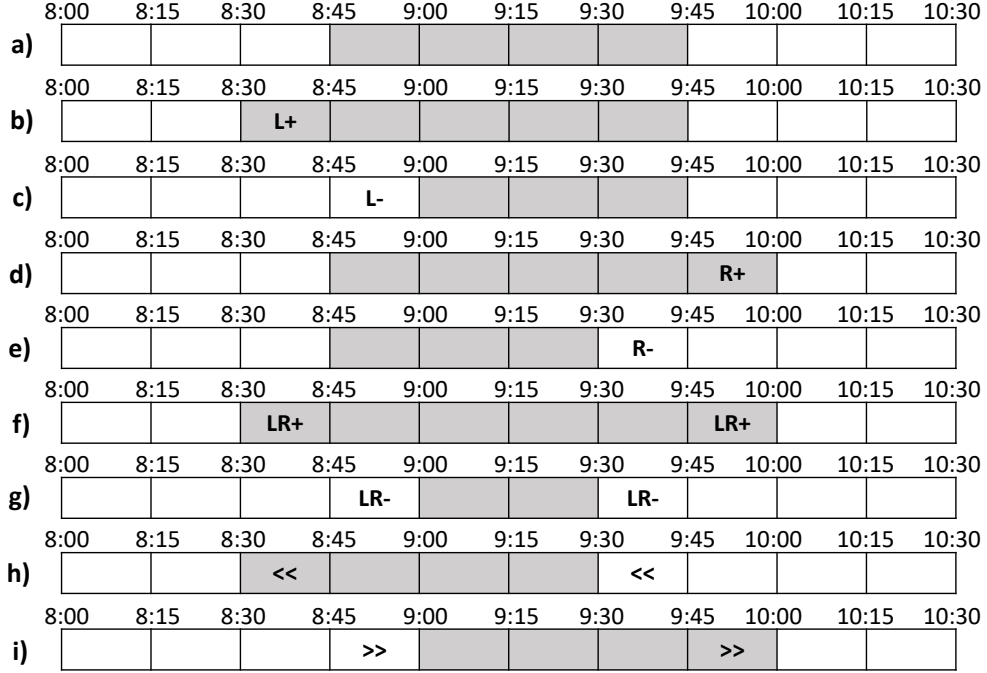 8:00 8:15 8:30 8:45 9:00 9:15 9:30 9:45 10:00 10:15 10:30
a)
8:00 8:15 8:30 8:45 9:00 9:15 9:30 9:45 10:00 10:15 10:30
b) L+
8:00 8:15 8:30 8:45 9:00 9:15 9:30 9:45 10:00 10:15 10:30
c) L-
8:00 8:15 8:30 8:45 9:00 9:15 9:30 9:45 10:00 10:15 10:30
d) R+
8:00 8:15 8:30 8:45 9:00 9:15 9:30 9:45 10:00 10:15 10:30
e) R-
8:00 8:15 8:30 8:45 9:00 9:15 9:30 9:45 10:00 10:15 10:30
f) LR+ LR+
8:00 8:15 8:30 8:45 9:00 9:15 9:30 9:45 10:00 10:15 10:30
g) LR- LR-
8:00 8:15 8:30 8:45 9:00 9:15 9:30 9:45 10:00 10:15 10:30
h) << <<
8:00 8:15 8:30 8:45 9:00 9:15 9:30 9:45 10:00 10:15 10:30
i) >> >>